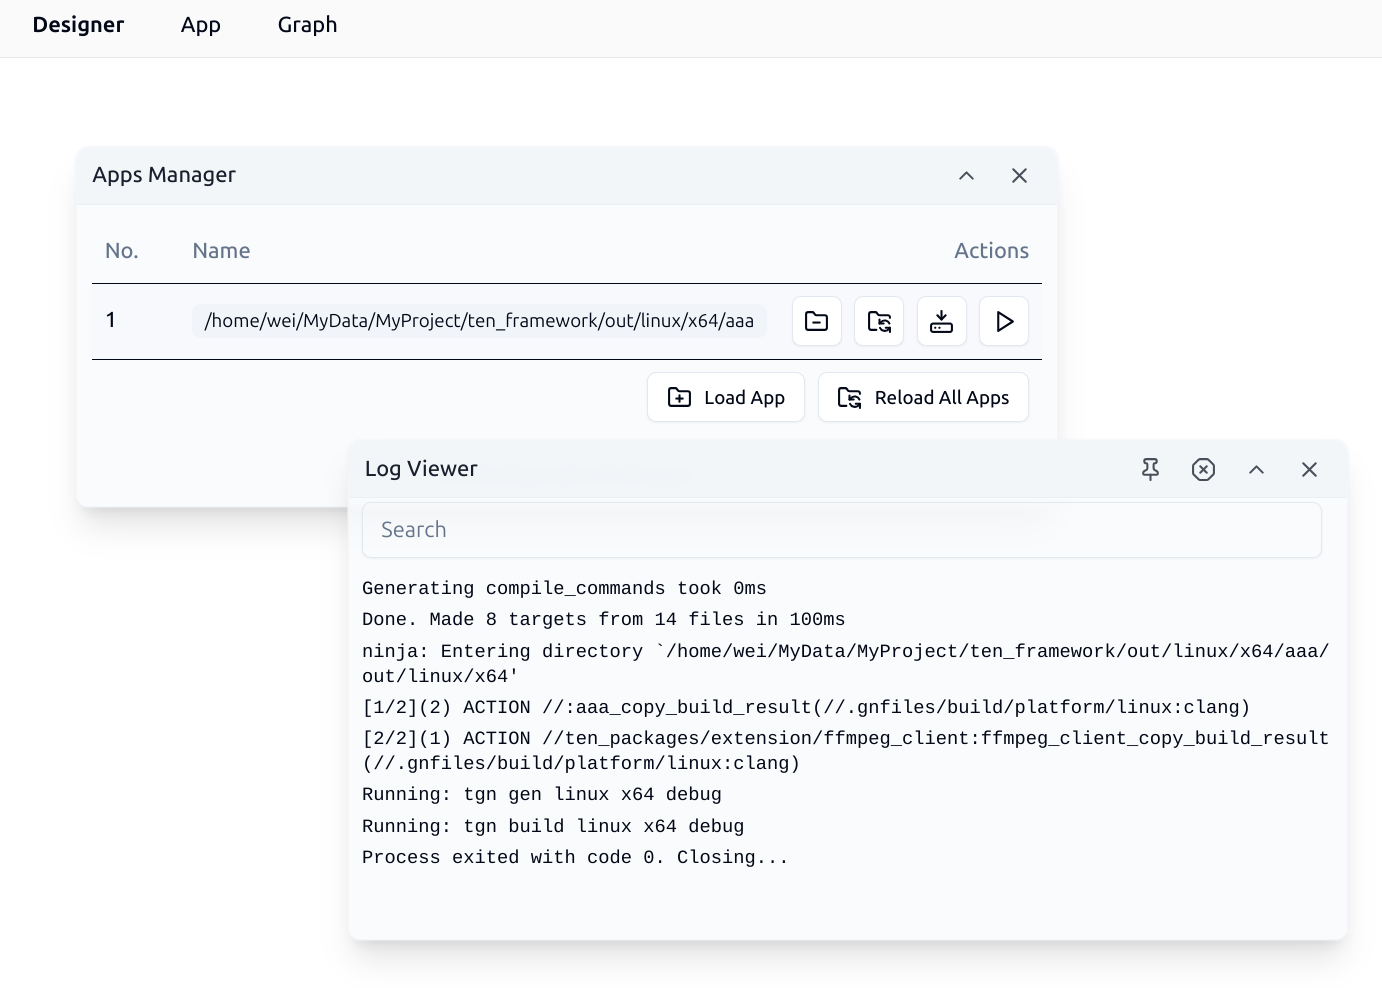 Designer App Graph
Apps Manager
No. Name Actions
1 /home/wei/MyData/MyProject/ten_framework/out/linux/x64/aaa
Load App Reload All Apps
Log Viewer
Search
Generating compile_commands took 0ms
Done. Made 8 targets from 14 files in 100ms
ninja: Entering directory `/home/wei/MyData/MyProject/ten_framework/out/linux/x64/aaa/
out/linux/x64'
[1/2](2) ACTION //:aaa_copy_build_result(//.gnfiles/build/platform/linux:clang)
[2/2](1) ACTION //ten_packages/extension/ffmpeg_client:ffmpeg_client_copy_build_result
(//.gnfiles/build/platform/linux:clang)
Running: tgn gen linux x64 debug
Running: tgn build linux x64 debug
Process exited with code 0. Closing...